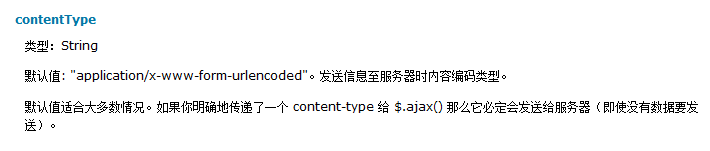 contentType
类型：String
默认值: "application/x-www-form-urlencoded"。发送信息至服务器时内容编码类型。
默认值适合大多数情况。如果你明确地传递了一个 content-type 给 $.ajax() 那么它必定会发送给服务器（即使没有数据要发
送）。